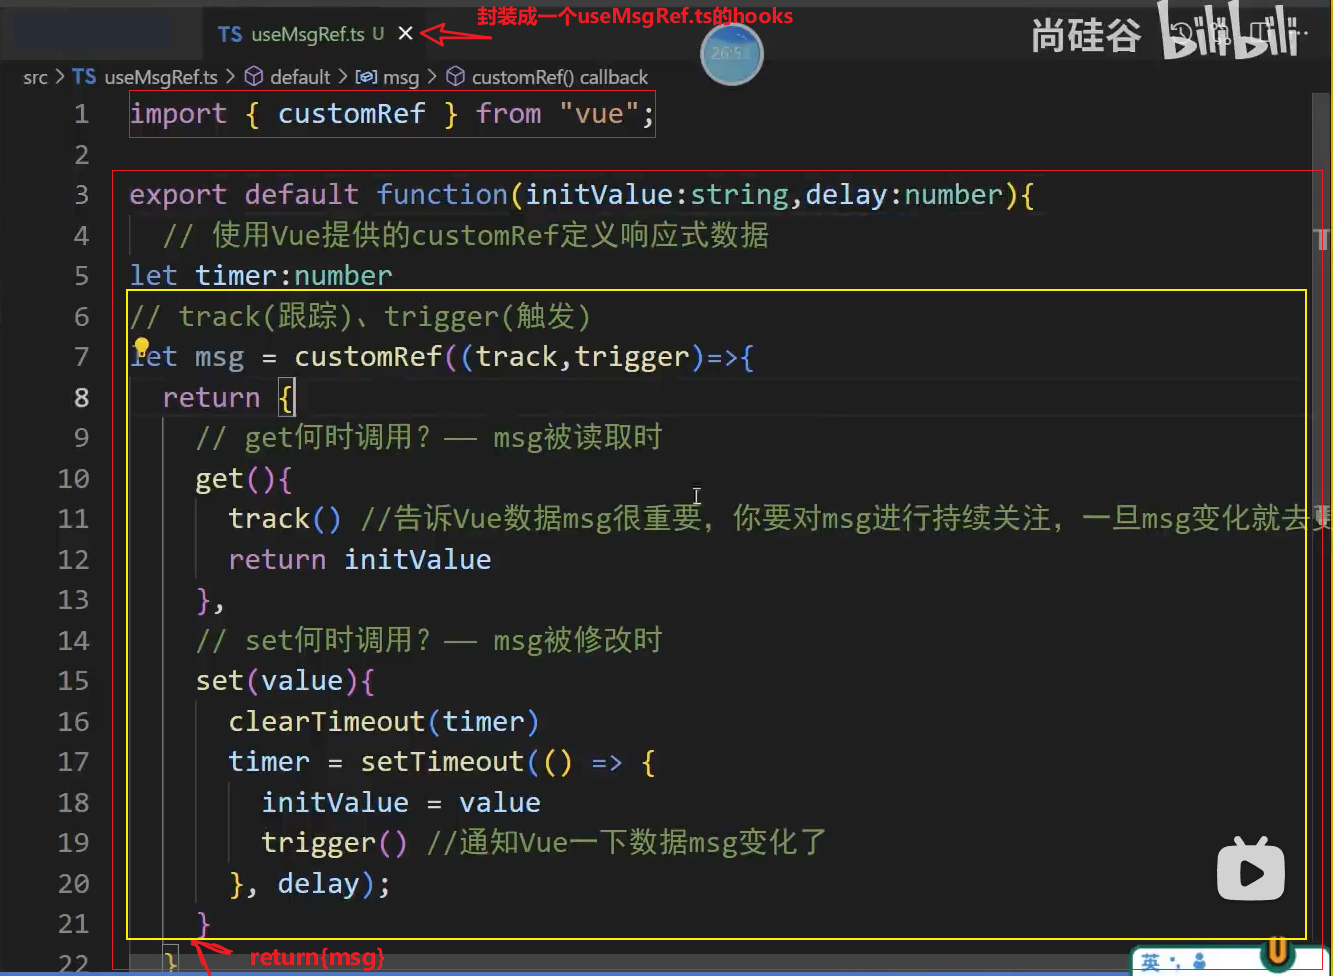 封装成一个useMsgRef.ts的hooks
TS useMsgRef.ts U ×
26:51
尚硅谷 bilibili
src > TS useMsgRef.ts > default > msg > customRef() callback
1 import { customRef } from "vue";
2
3 export default function(initValue:string,delay:number){
4 // 使用Vue提供的customRef定义响应式数据
5 let timer:number
6 // track(跟踪)、trigger(触发)
7 let msg = customRef((track,trigger)=>{
8 return {
9 // get何时调用？—— msg被读取时
10 get(){
11 track() //告诉Vue数据msg很重要，你要对msg进行持续关注，一旦msg变化就去更
12 return initValue
13 },
14 // set何时调用？—— msg被修改时
15 set(value){
16 clearTimeout(timer)
17 timer = setTimeout(() => {
18 initValue = value
19 trigger() //通知Vue一下数据msg变化了
20 }, delay);
21 }
return{msg}
22 }
英